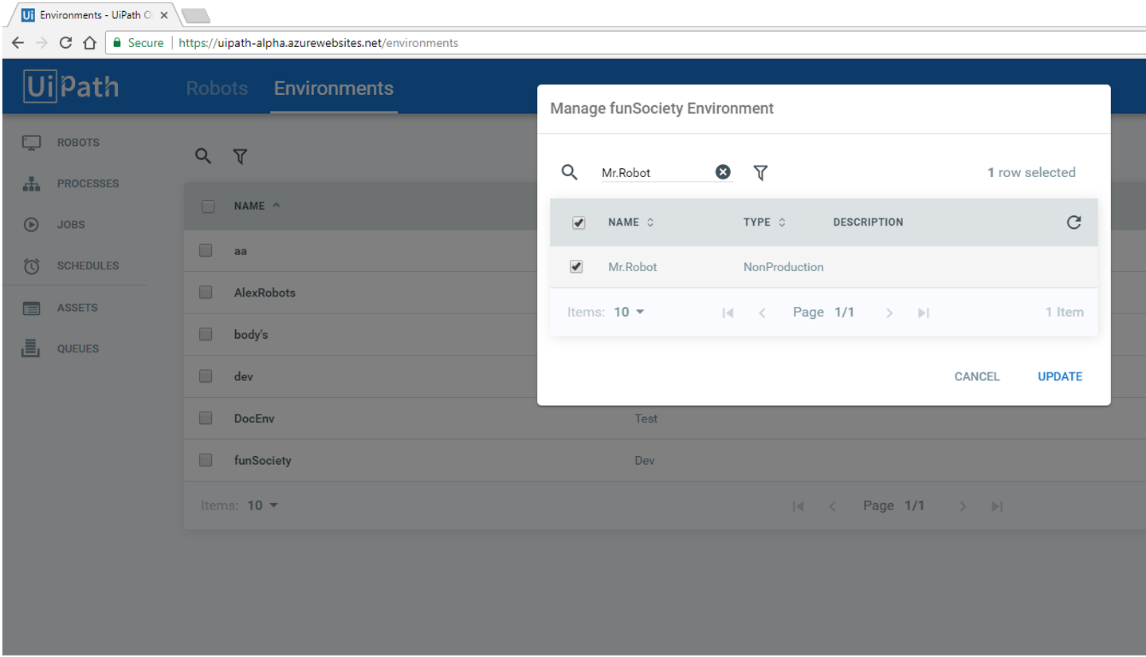 Ui Environments - UiPath O
Secure | https://uipath-alpha.azurewebsites.net/environments
UiPath Robots Environments
ROBOTS
PROCESSES
JOBS
SCHEDULES
ASSETS
QUEUES
NAME
aa
AlexRobots
body's
dev
DocEnv Test
funSociety Dev
Items: 10 Page 1/1
Manage funSociety Environment
Mr.Robot 1 row selected
NAME TYPE DESCRIPTION
Mr.Robot NonProduction
Items: 10 Page 1/1 1 Item
CANCEL UPDATE